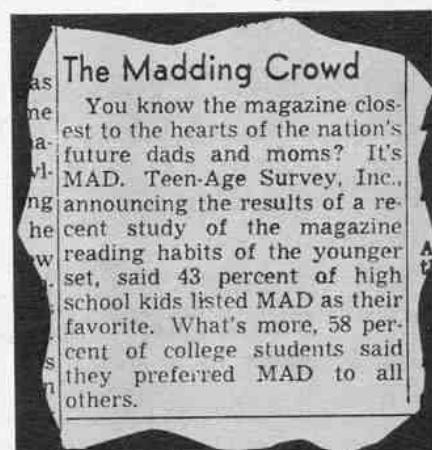 The Madding Crowd
You know the magazine clos-
est to the hearts of the nation's
future dads and moms? It's
MAD. Teen-Age Survey, Inc.,
announcing the results of a re-
cent study of the magazine
reading habits of the younger
set, said 43 percent of high
school kids listed MAD as their
favorite. What's more, 58 per-
cent of college students said
they preferred MAD to all
others.